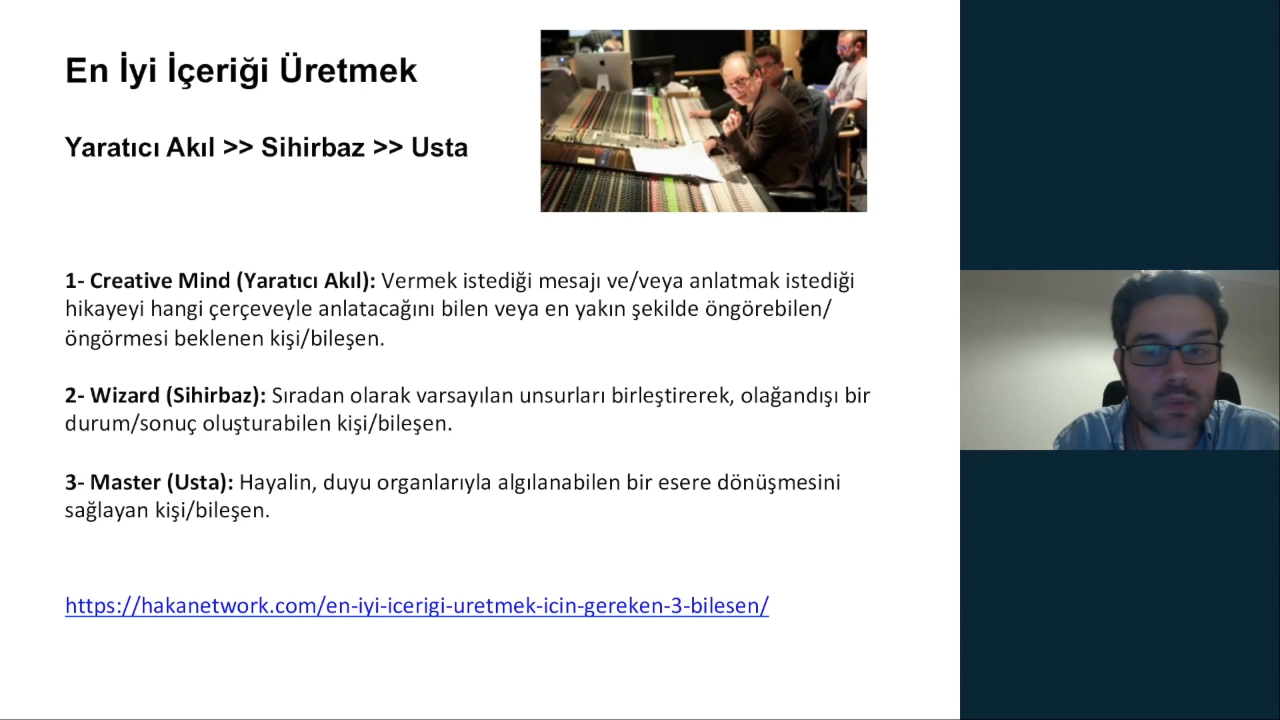 En İyi İçeriği Üretmek
Yaratıcı Akıl >> Sihirbaz >> Usta
1- Creative Mind (Yaratıcı Akıl): Vermek istediği mesajı ve/veya anlatmak istediği
hikayeyi hangi çerçeveyle anlatacağını bilen veya en yakın şekilde öngörebilen/
öngörmesi beklenen kişi/bileşen.
2- Wizard (Sihirbaz): Sıradan olarak varsayılan unsurları birleştirerek, olağandışı bir
durum/sonuç oluşturabilen kişi/bileşen.
3- Master (Usta): Hayalin, duyu organlarıyla algılanabilen bir esere dönüşmesini
sağlayan kişi/bileşen.
https://hakanetwork.com/en-iyi-icerigi-uretmek-icin-gereken-3-bilesen/